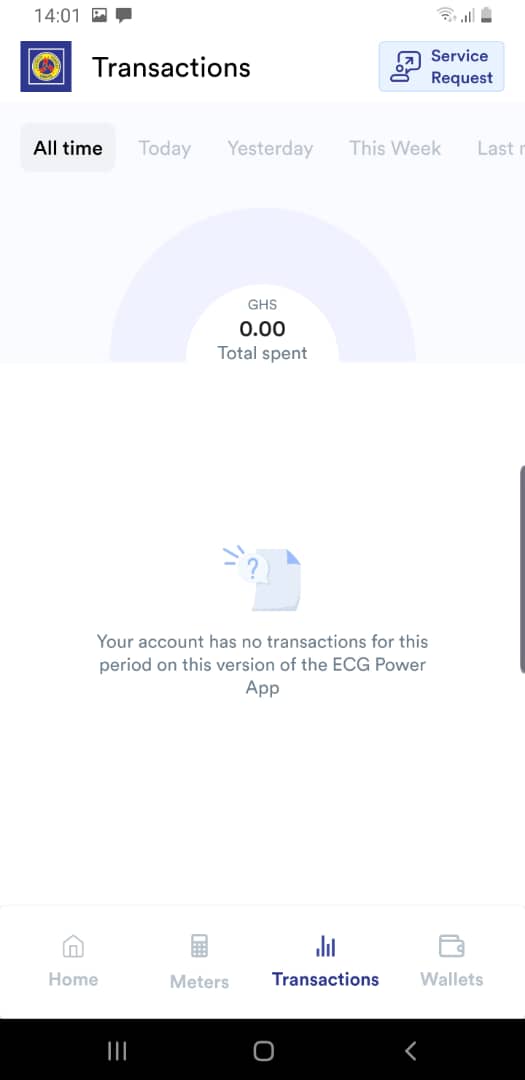 14:01
Transactions
Service
Request
All time Today Yesterday This Week Last
GHS
0.00
Total spent
?
Your account has no transactions for this
period on this version of the ECG Power
App
Home Meters Transactions Wallets